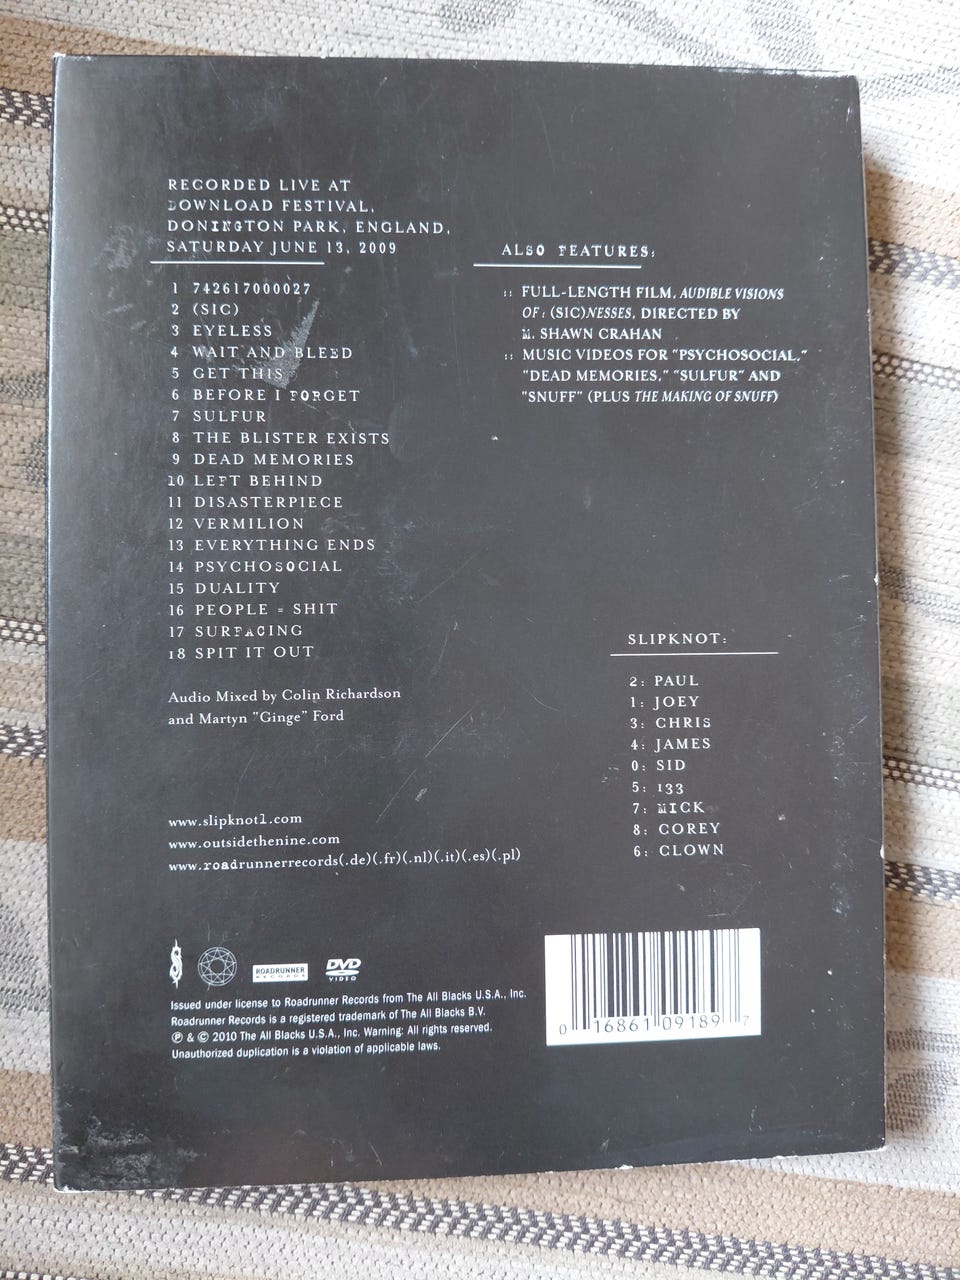 RECORDED LIVE AT
DOWNLOAD FESTIVAL,
DONINGTON PARK, ENGLAND,
SATURDAY JUNE 13, 2009
1 742617000027
2 (SIC)
3 EYELESS
4 WAIT AND BLEED
5 GET THIS
6 BEFORE I FORGET
7 SULFUR
8 THE BLISTER EXISTS
9 DEAD MEMORIES
10 LEFT BEHIND
11 DISASTERPIECE
12 VERMILION
13 EVERYTHING ENDS
14 PSYCHOSOCIAL
15 DUALITY
16 PEOPLE = SHIT
17 SURFACING
18 SPIT IT OUT
Audio Mixed by Colin Richardson
and Martyn "Ginge" Ford
www.slipknot1.com
www.outsidethenine.com
www.roadrunnerrecords(.de)(.fr)(.nl)(.it)(.es)(.pl)
ALSO FEATURES:
:: FULL-LENGTH FILM, AUDIBLE VISIONS
OF: (SIC)NESSES, DIRECTED BY
M. SHAWN CRAHAN
:: MUSIC VIDEOS FOR "PSYCHOSOCIAL,"
"DEAD MEMORIES," "SULFUR" AND
"SNUFF" (PLUS THE MAKING OF SNUFF)
SLIPKNOT:
2: PAUL
1: JOEY
3: CHRIS
4: JAMES
0: SID
5: 133
7: MICK
8: COREY
6: CLOWN
S
ROADRUNNER
RECORDS
DVD
VIDEO
Issued under license to Roadrunner Records from The All Blacks U.S.A., Inc.
Roadrunner Records is a registered trademark of The All Blacks B.V.
℗ & © 2010 The All Blacks U.S.A., Inc. Warning: All rights reserved.
Unauthorized duplication is a violation of applicable laws.
0 16861 09189 7